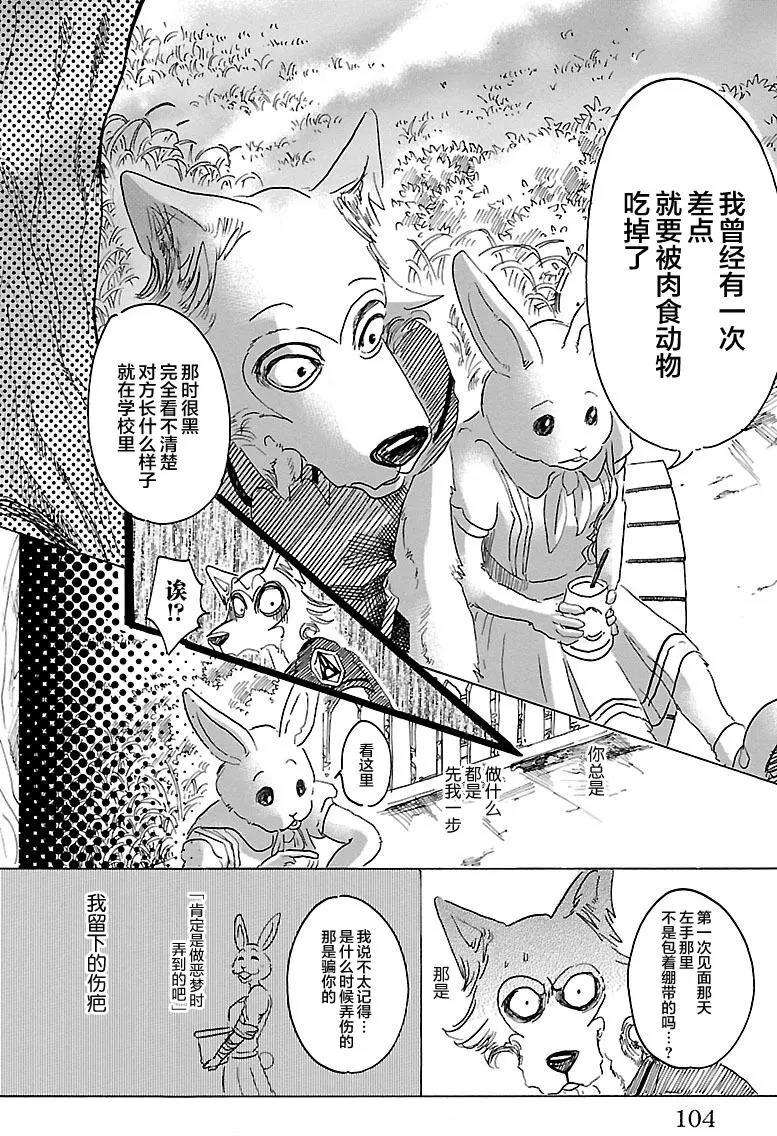 我曾经有一次
差点
就要被肉食动物
吃掉了
那时很黑
完全看不清楚
对方长什么样子
就在学校里
诶!?
你总是
做什么
都是
先我一步
看这里
第一次见面那天
左手那里
不是包着绷带的吗…?
那是
我说不太记得…
是什么时候弄伤的
那是骗你的
「肯定是做恶梦时
弄到的吧」
我留下的伤疤
104